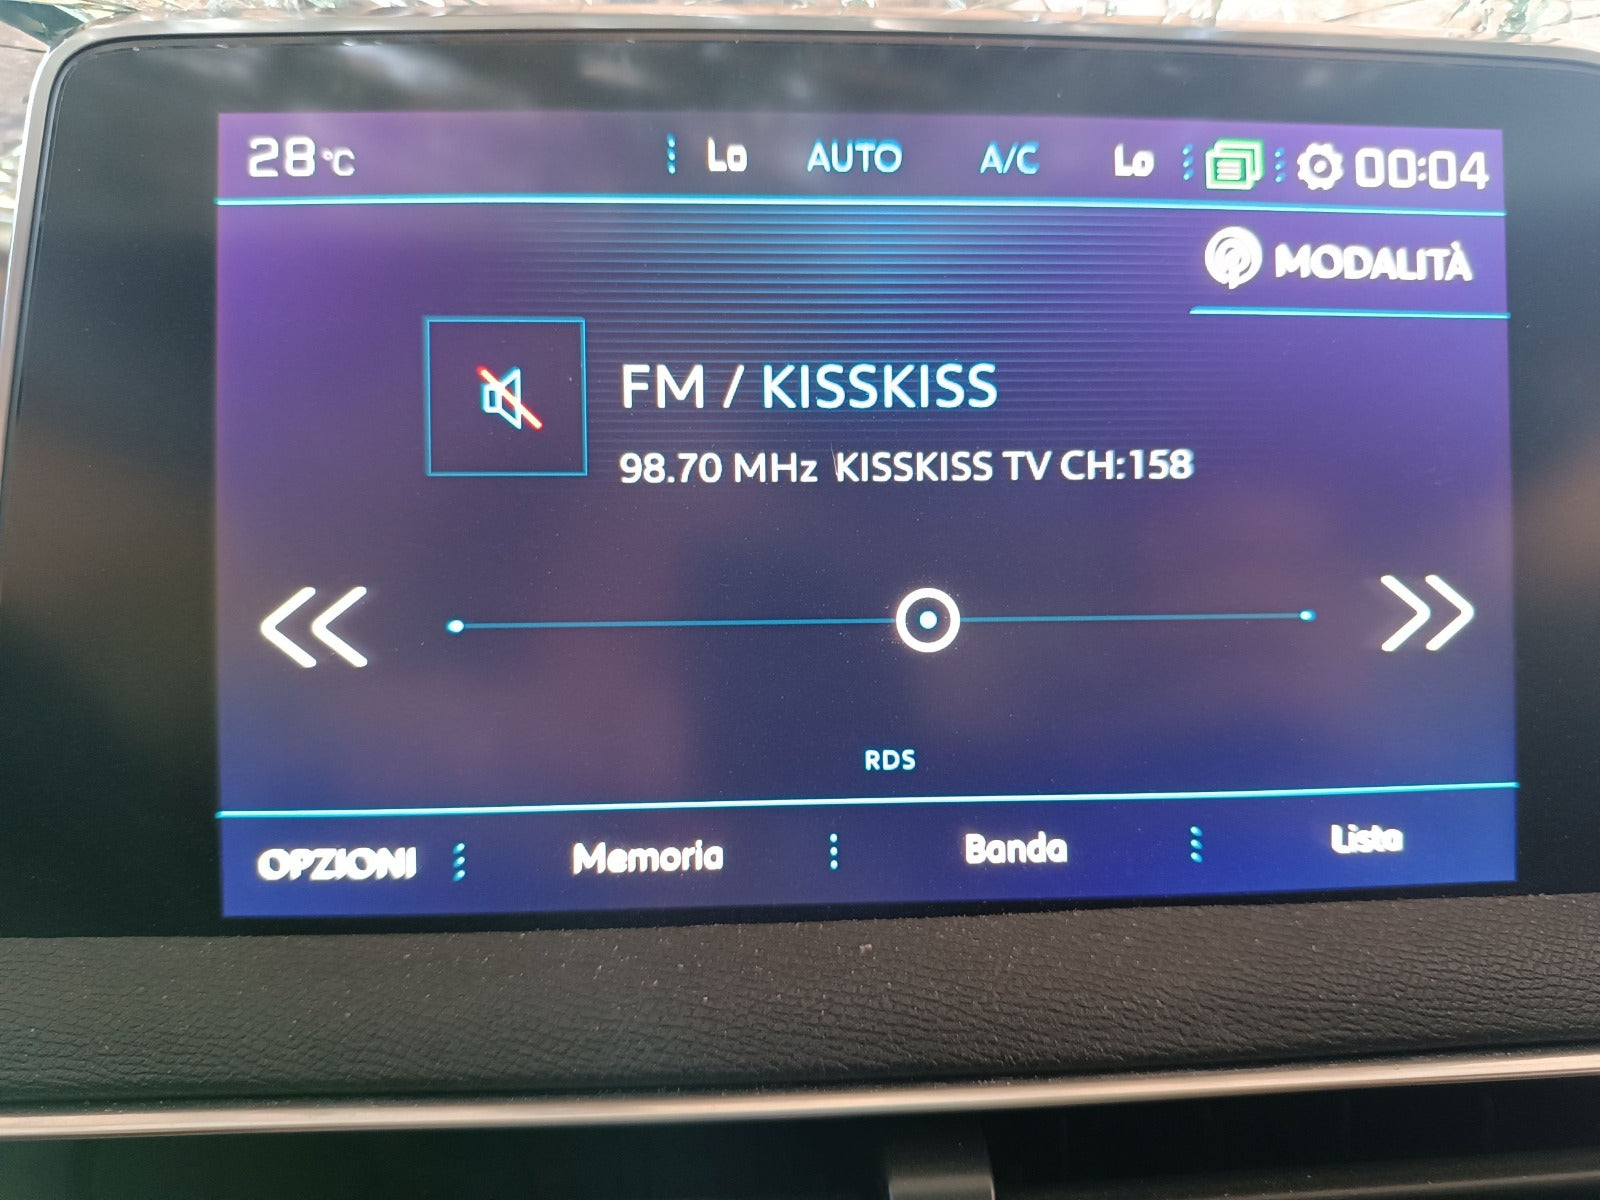 28°C Lo AUTO A/C Lo 00:04
MODALITÀ
FM / KISSKISS
98.70 MHz KISSKISS TV CH:158
RDS
OPZIONI Memoria Banda Lista